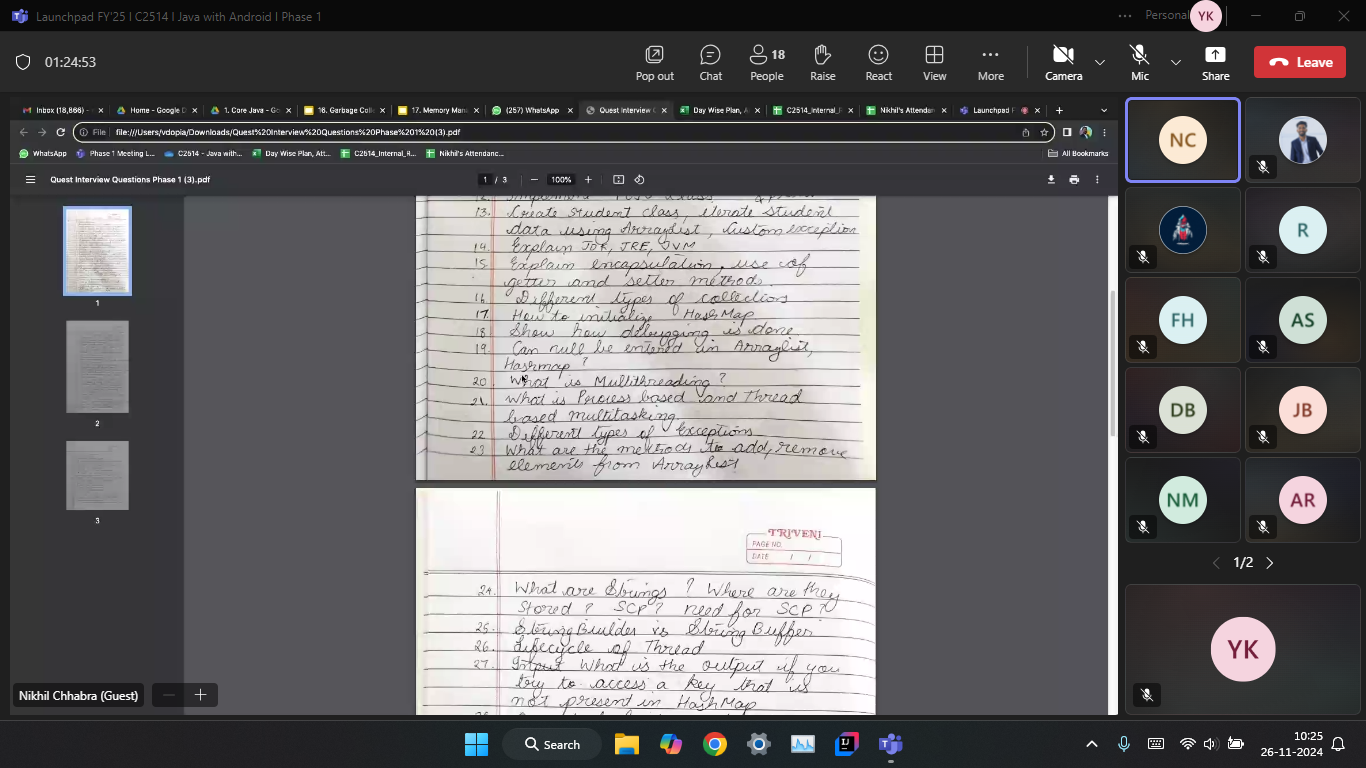 Launchpad FY'25 | C2514 | Java with Android | Phase 1
Personal
YK
01:24:53
Pop out
Chat
18
People
Raise
React
View
More
Camera
Mic
Share
Leave
Inbox (18,866) -
Home - Google D
1. Core Java - Go
16. Garbage Coll
17. Memory Man
(257) WhatsApp
Quest Interview C
Day Wise Plan, A
C2514_Internal_F
Nikhil's Attendan
Launchpad F
File
file:///Users/vdopia/Downloads/Quest%20Interview%20Questions%20Phase%201%20(3).pdf
WhatsApp
Phase 1 Meeting L...
C2514 - Java with...
Day Wise Plan, Att...
C2514_Internal_R...
Nikhil's Attendanc...
All Bookmarks
Quest Interview Questions Phase 1 (3).pdf
1 / 3
100%
1
2
3
13. Create Student class, iterate student
data using Arraylist, Custom exception
14. Explain JDK, JRE, JVM
15. Explain encapsulation, use of
getter and setter methods.
16. Different types of collections
17. How to initialize HashMap
18. Show how debugging is done
19. Can null be entered in Arraylist,
Hashmap ?
20. What is Multithreading ?
21. What is Process based and Thread
based multitasking.
22. Different types of exceptions
23. What are the methods to add, remove
elements from ArrayList
TRIVENI
PAGE NO.
DATE / /
24. What are Strings ? Where are they
stored ? SCP ? need for SCP ?
25. String Builder vs String Buffer
26. Lifecycle of Thread
27. What is the output if you
try to access a key that is
not present in HashMap
NC
R
FH
AS
DB
JB
NM
AR
1/2
YK
Nikhil Chhabra (Guest)
Search
10:25
26-11-2024